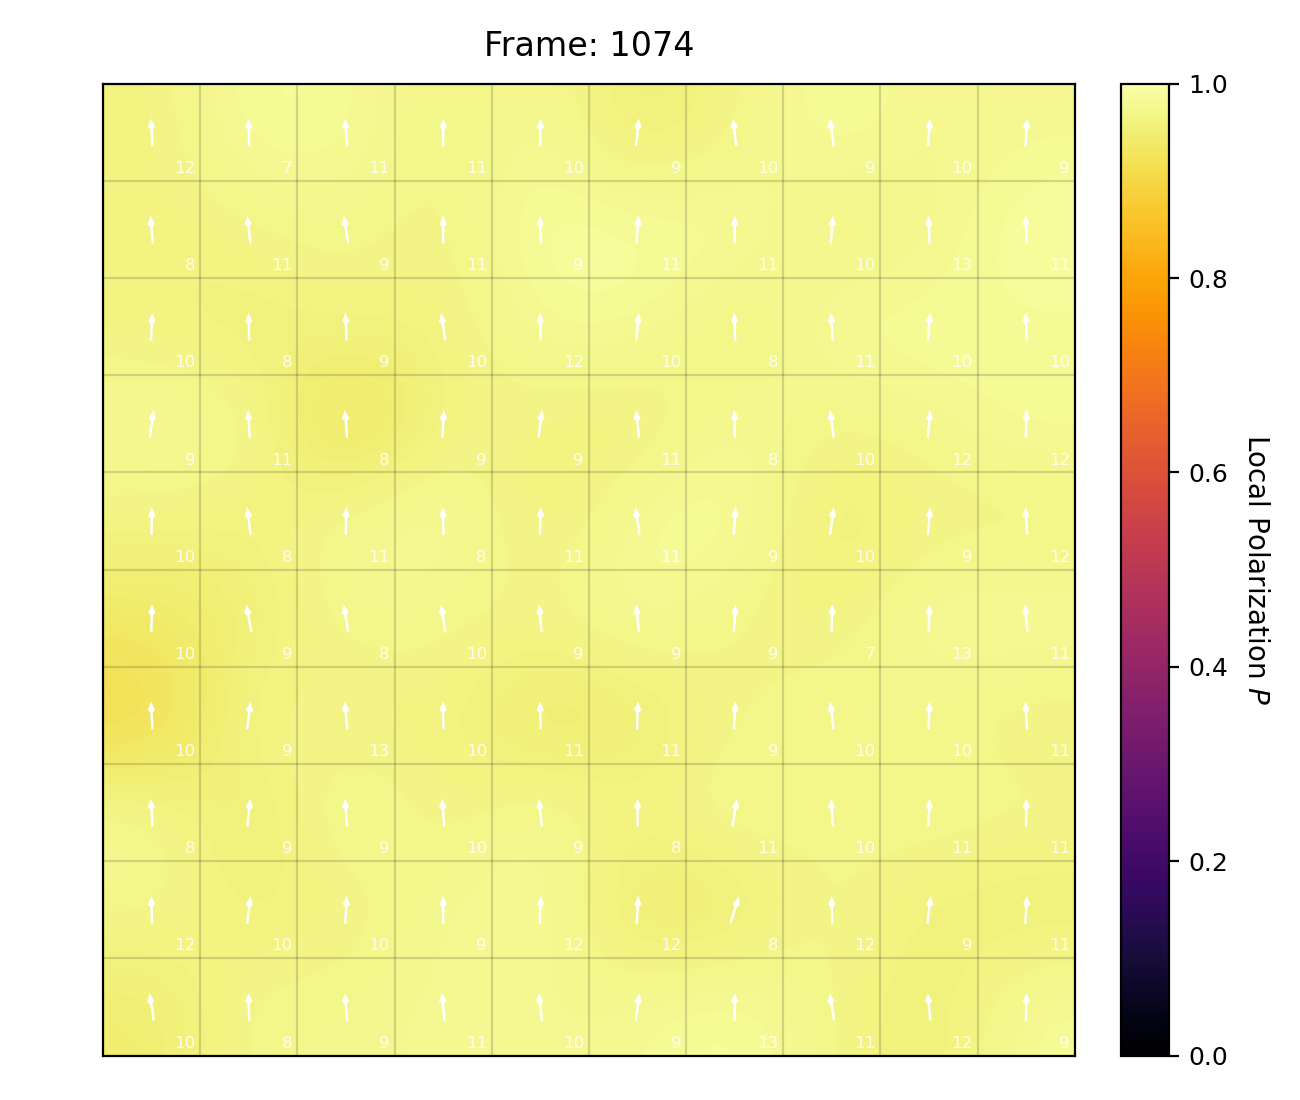 Frame: 1074
12 7 11 11 10 9 10 9 10 9
8 11 9 11 9 11 11 10 13 11
10 8 9 10 12 10 8 11 10 10
9 11 8 9 9 11 8 10 12 12
10 8 11 8 11 11 9 10 9 12
10 9 8 10 9 9 9 7 13 11
10 9 13 10 11 11 9 10 10 11
8 9 9 10 9 8 11 10 11 11
12 10 10 9 12 12 8 12 9 11
10 8 8 11 10 9 13 11 12 9
1.0
0.8
0.6
0.4
0.2
0.0
Local Polarization P